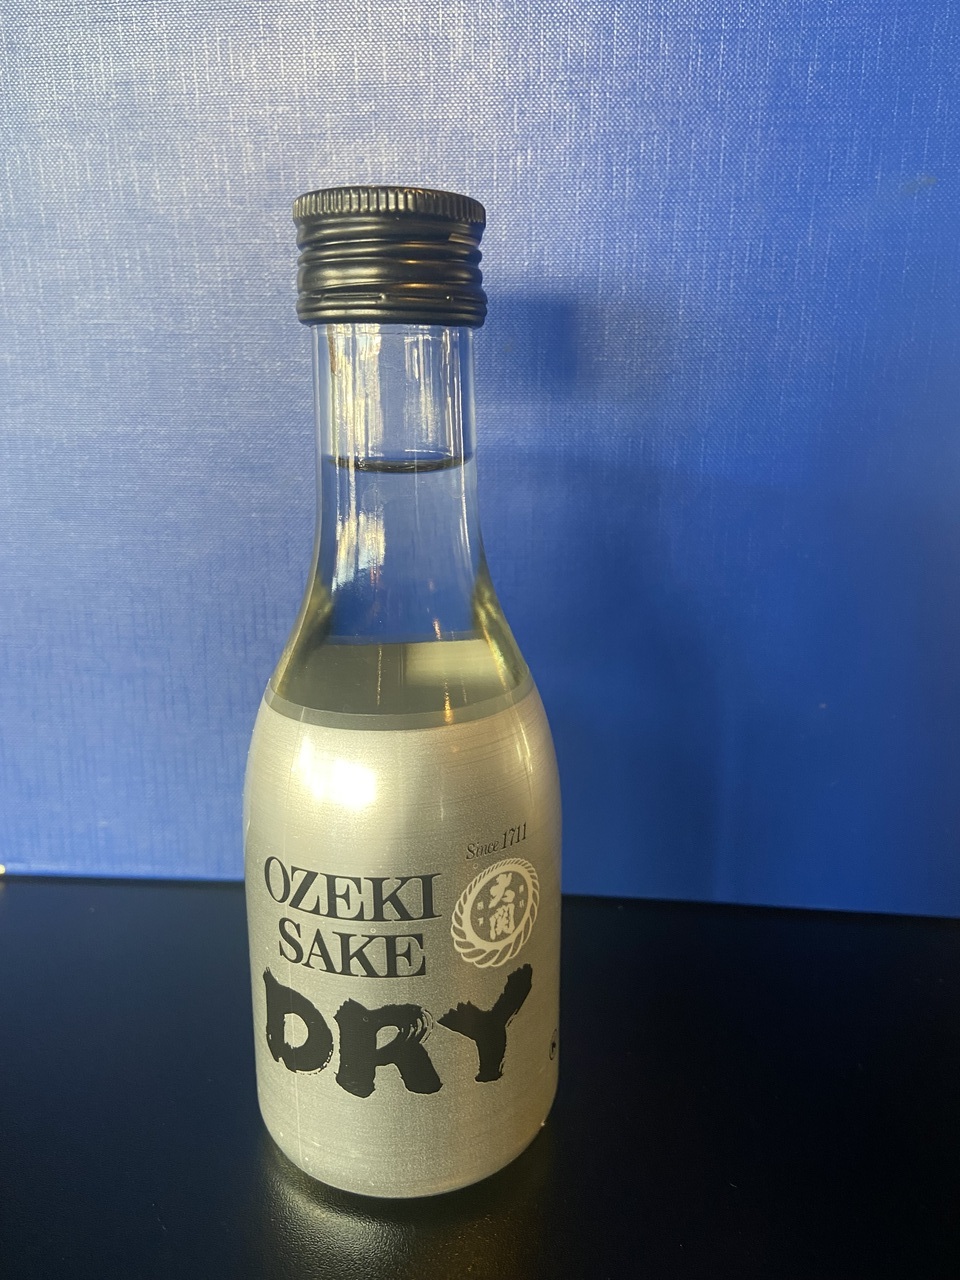 Since 1711
大関
OZEKI
SAKE
DRY